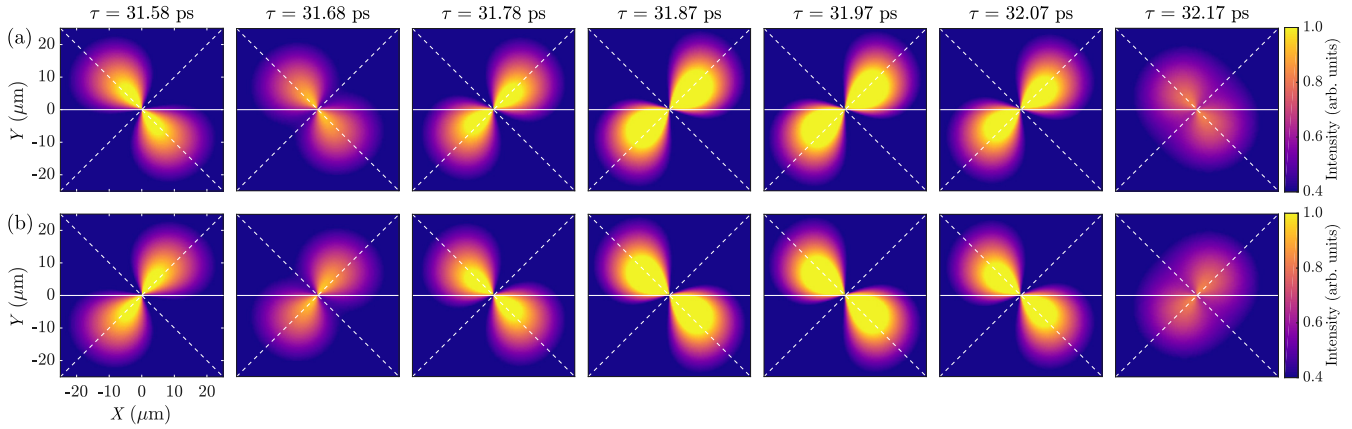 τ = 31.58 ps τ = 31.68 ps τ = 31.78 ps τ = 31.87 ps τ = 31.97 ps τ = 32.07 ps τ = 32.17 ps
(a)
20
10
0
-10
-20
Y (μm)
1.0
0.8
0.6
0.4
Intensity (arb. units)
(b)
20
10
0
-10
-20
Y (μm)
1.0
0.8
0.6
0.4
Intensity (arb. units)
-20 -10 0 10 20
X (μm)